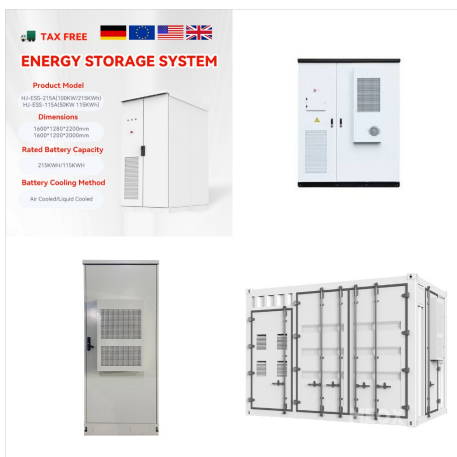 TAX FREE
ENERGY STORAGE SYSTEM
Product Model
HJ-ESS-215A(100KW/215KWh)
HJ-ESS-115A(50KW 115KWh)
Dimensions
1600*1280*2200mm
1600*1200*2000mm
Rated Battery Capacity
215KWH/115KWH
Battery Cooling Method
Air Cooled/Liquid Cooled